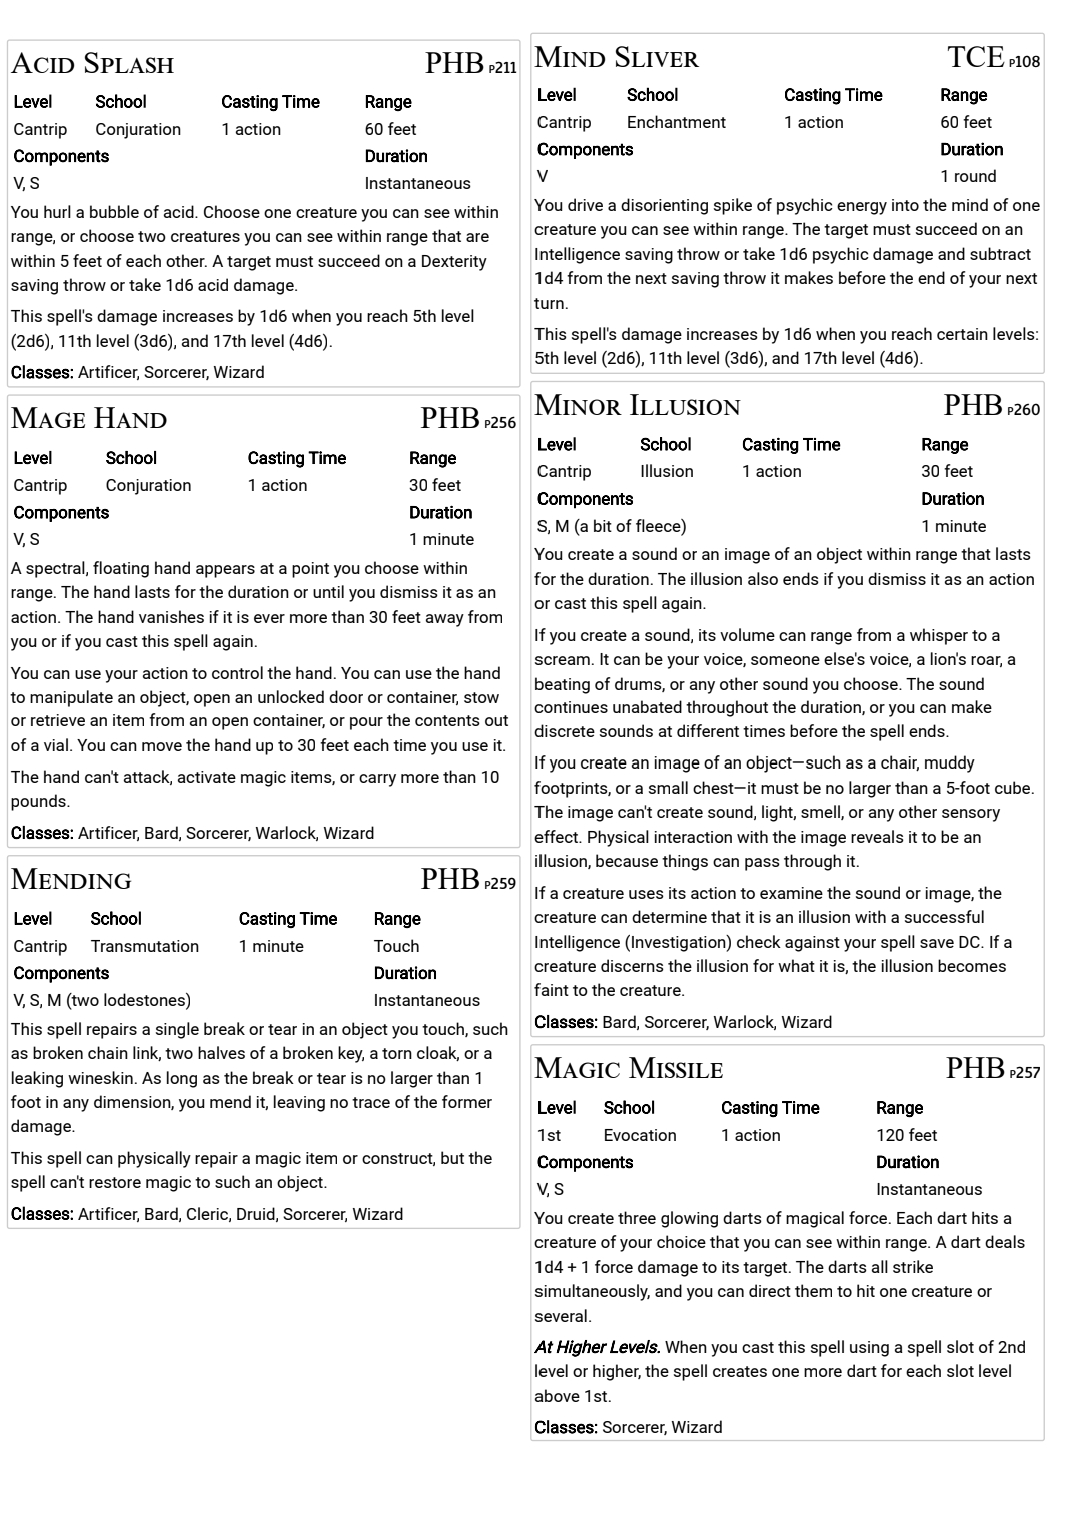 ACID SPLASH PHB P211
Level School Casting Time Range
Cantrip Conjuration 1 action 60 feet
Components Duration
V, S Instantaneous
You hurl a bubble of acid. Choose one creature you can see within
range, or choose two creatures you can see within range that are
within 5 feet of each other. A target must succeed on a Dexterity
saving throw or take 1d6 acid damage.
This spell's damage increases by 1d6 when you reach 5th level
(2d6), 11th level (3d6), and 17th level (4d6).
Classes: Artificer, Sorcerer, Wizard
MAGE HAND PHB P256
Level School Casting Time Range
Cantrip Conjuration 1 action 30 feet
Components Duration
V, S 1 minute
A spectral, floating hand appears at a point you choose within
range. The hand lasts for the duration or until you dismiss it as an
action. The hand vanishes if it is ever more than 30 feet away from
you or if you cast this spell again.
You can use your action to control the hand. You can use the hand
to manipulate an object, open an unlocked door or container, stow
or retrieve an item from an open container, or pour the contents out
of a vial. You can move the hand up to 30 feet each time you use it.
The hand can't attack, activate magic items, or carry more than 10
pounds.
Classes: Artificer, Bard, Sorcerer, Warlock, Wizard
MENDING PHB P259
Level School Casting Time Range
Cantrip Transmutation 1 minute Touch
Components Duration
V, S, M (two lodestones) Instantaneous
This spell repairs a single break or tear in an object you touch, such
as broken chain link, two halves of a broken key, a torn cloak, or a
leaking wineskin. As long as the break or tear is no larger than 1
foot in any dimension, you mend it, leaving no trace of the former
damage.
This spell can physically repair a magic item or construct, but the
spell can't restore magic to such an object.
Classes: Artificer, Bard, Cleric, Druid, Sorcerer, Wizard
MIND SLIVER TCE P108
Level School Casting Time Range
Cantrip Enchantment 1 action 60 feet
Components Duration
V 1 round
You drive a disorienting spike of psychic energy into the mind of one
creature you can see within range. The target must succeed on an
Intelligence saving throw or take 1d6 psychic damage and subtract
1d4 from the next saving throw it makes before the end of your next
turn.
This spell's damage increases by 1d6 when you reach certain levels:
5th level (2d6), 11th level (3d6), and 17th level (4d6).
MINOR ILLUSION PHB P260
Level School Casting Time Range
Cantrip Illusion 1 action 30 feet
Components Duration
S, M (a bit of fleece) 1 minute
You create a sound or an image of an object within range that lasts
for the duration. The illusion also ends if you dismiss it as an action
or cast this spell again.
If you create a sound, its volume can range from a whisper to a
scream. It can be your voice, someone else's voice, a lion's roar, a
beating of drums, or any other sound you choose. The sound
continues unabated throughout the duration, or you can make
discrete sounds at different times before the spell ends.
If you create an image of an object—such as a chair, muddy
footprints, or a small chest—it must be no larger than a 5-foot cube.
The image can't create sound, light, smell, or any other sensory
effect. Physical interaction with the image reveals it to be an
illusion, because things can pass through it.
If a creature uses its action to examine the sound or image, the
creature can determine that it is an illusion with a successful
Intelligence (Investigation) check against your spell save DC. If a
creature discerns the illusion for what it is, the illusion becomes
faint to the creature.
Classes: Bard, Sorcerer, Warlock, Wizard
MAGIC MISSILE PHB P257
Level School Casting Time Range
1st Evocation 1 action 120 feet
Components Duration
V, S Instantaneous
You create three glowing darts of magical force. Each dart hits a
creature of your choice that you can see within range. A dart deals
1d4 + 1 force damage to its target. The darts all strike
simultaneously, and you can direct them to hit one creature or
several.
At Higher Levels. When you cast this spell using a spell slot of 2nd
level or higher, the spell creates one more dart for each slot level
above 1st.
Classes: Sorcerer, Wizard